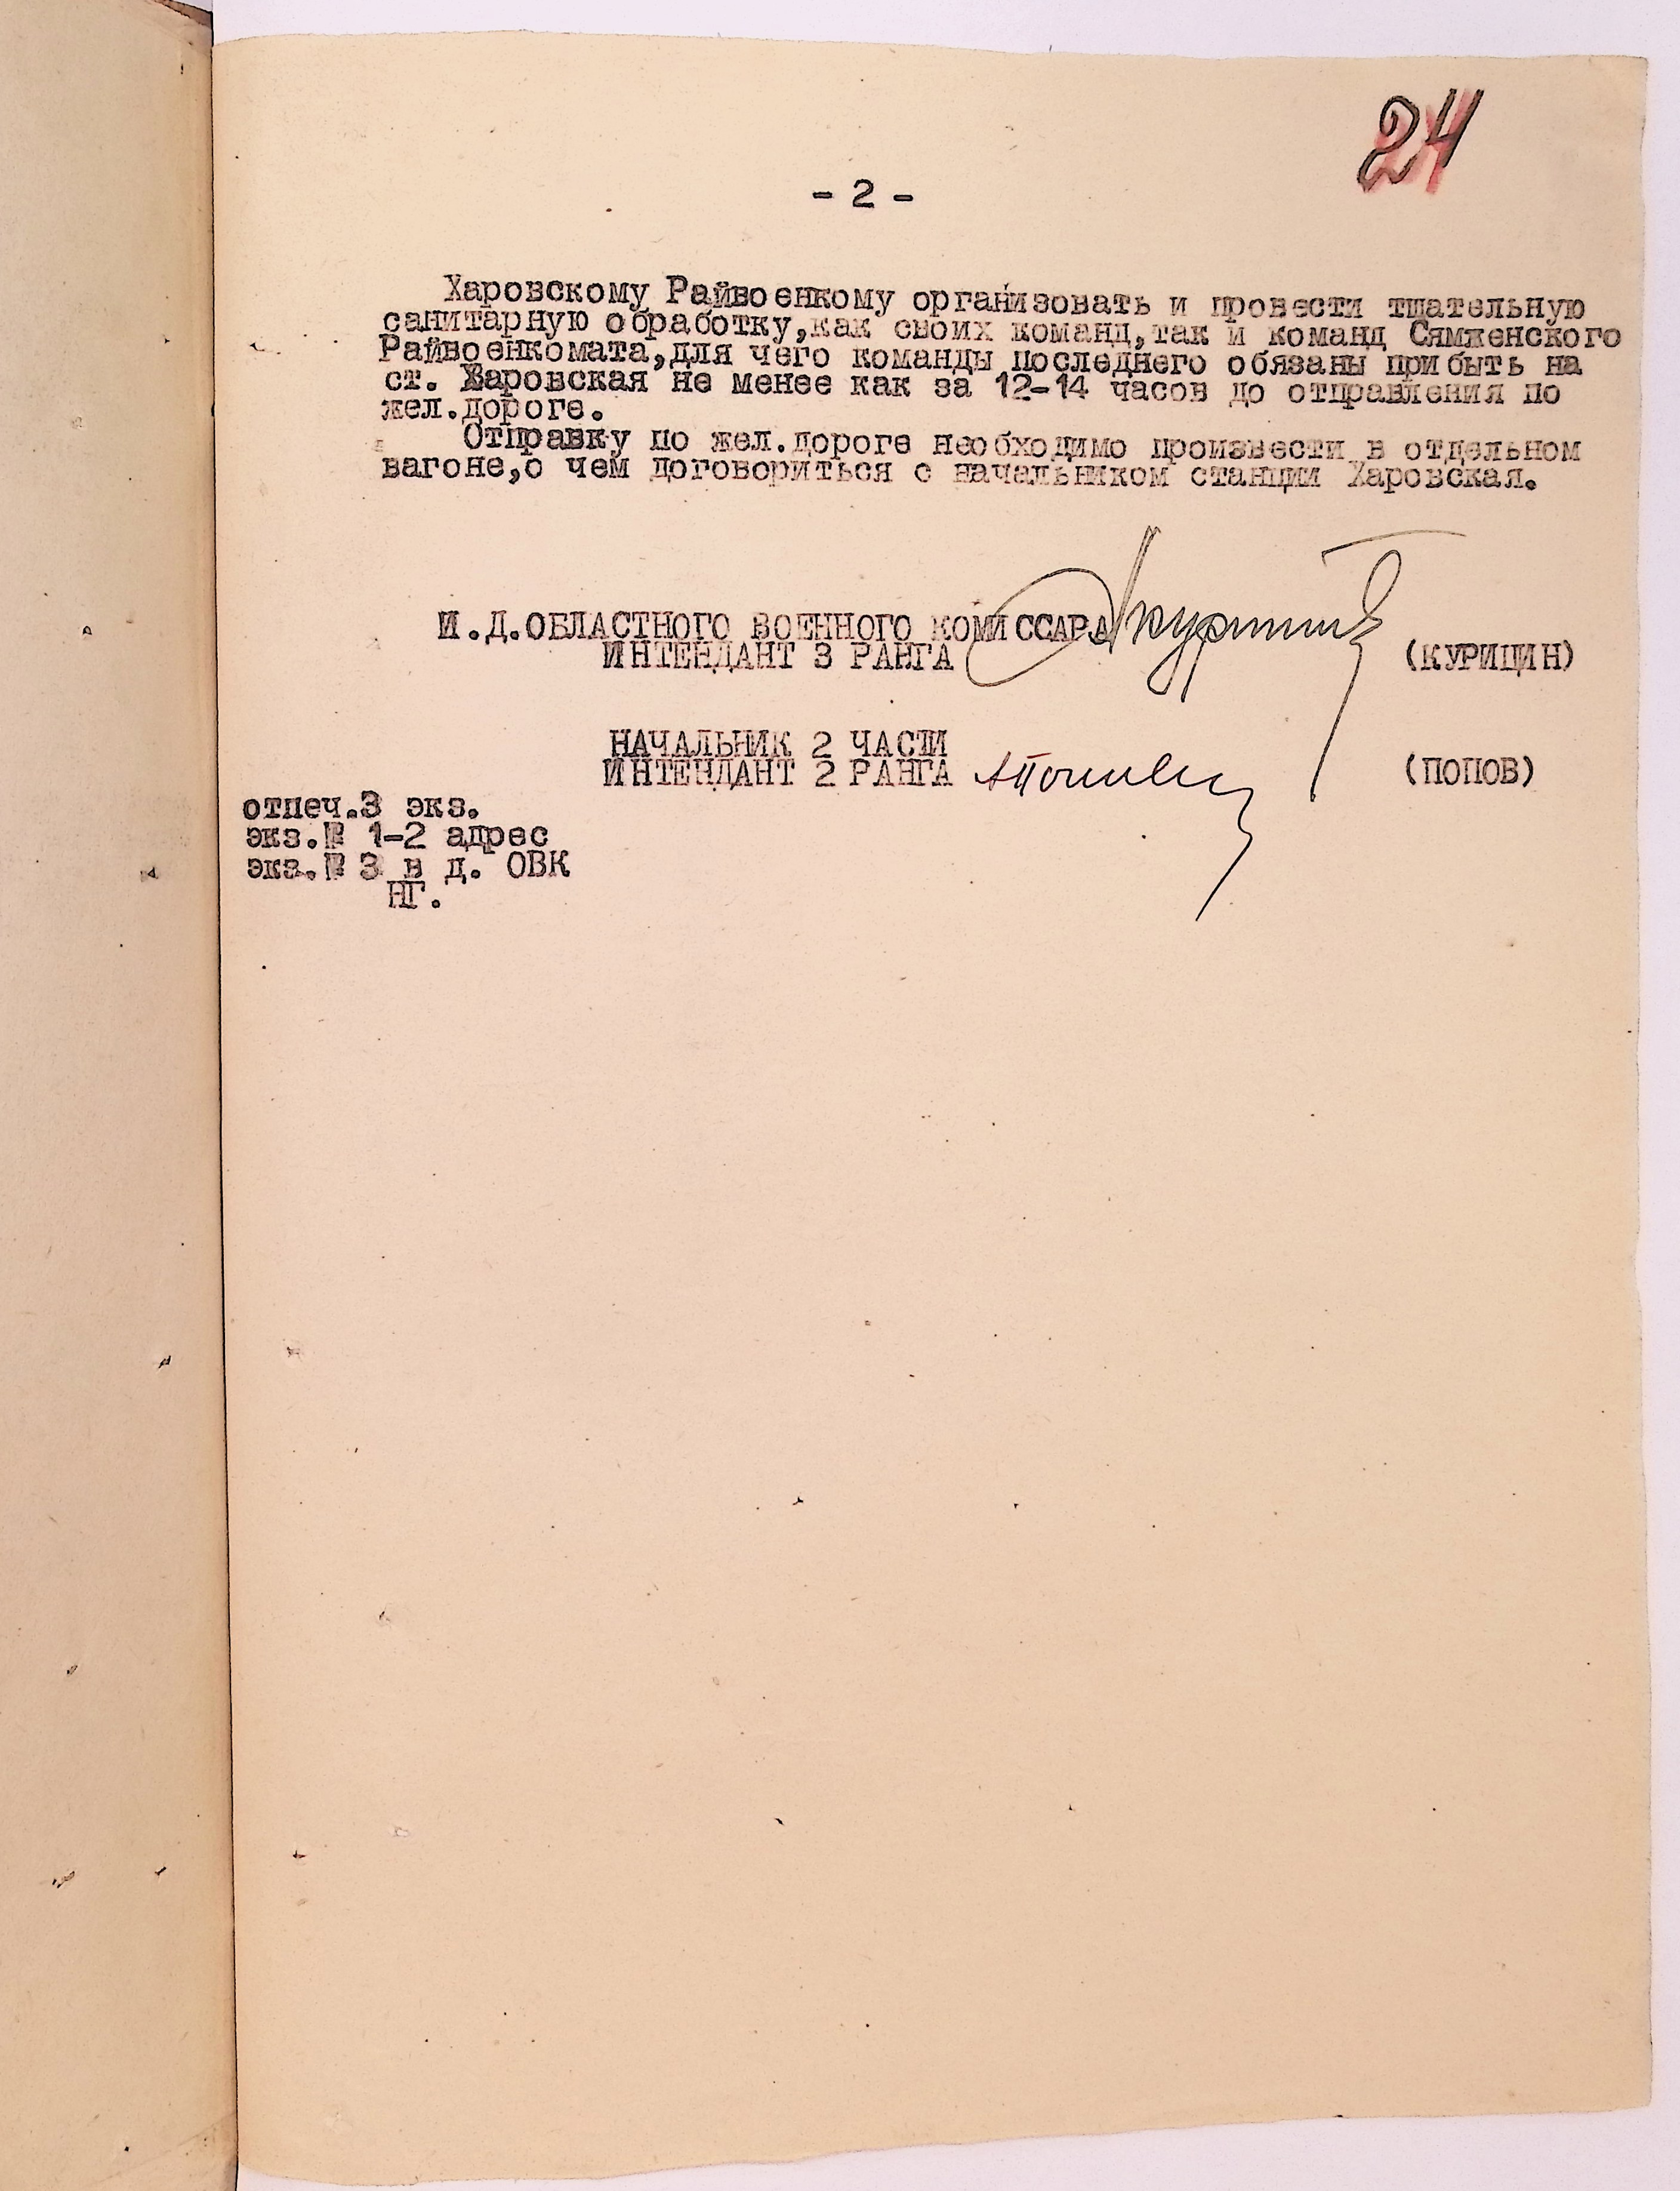 24
- 2 -
Харовскому Райвоенкому организовать и провести тщательную
санитарную обработку,как своих команд,так и команд Сямженского
Райвоенкомата,для чего команды последнего обязаны прибыть на
ст. Харовская не менее как за 12-14 часов до отправления по
жел.дороге.
Отправку по жел.дороге необходимо произвести в отдельном
вагоне,о чем договориться с начальником станции Харовская.
И.Д.ОБЛАСТНОГО ВОЕННОГО КОМИССАРА
ИНТЕНДАНТ 3 РАНГА (КУРИЦИН)
НАЧАЛЬНИК 2 ЧАСТИ
ИНТЕНДАНТ 2 РАНГА (ПОПОВ)
отпеч.3 экз.
экз.№ 1-2 адрес
экз.№ 3 в д. ОВК
НГ.